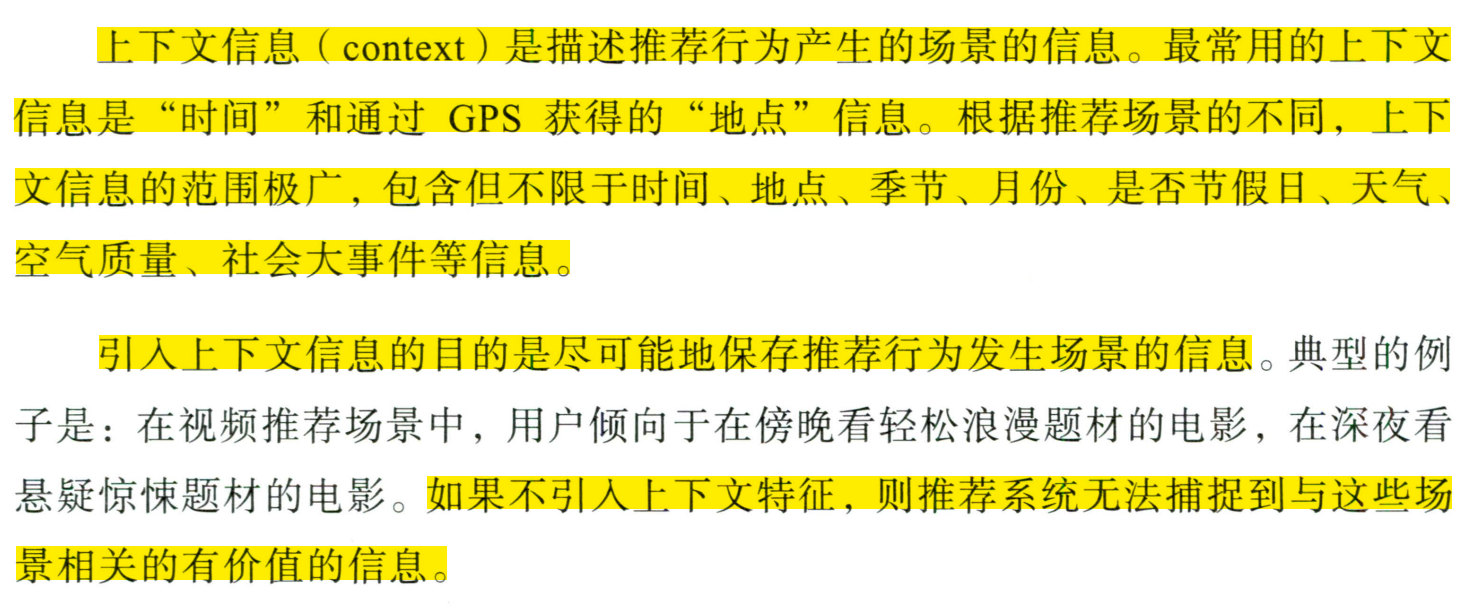 上下文信息（context）是描述推荐行为产生的场景的信息。最常用的上下文
信息是“时间”和通过 GPS 获得的“地点”信息。根据推荐场景的不同，上下
文信息的范围极广，包含但不限于时间、地点、季节、月份、是否节假日、天气、
空气质量、社会大事件等信息。
引入上下文信息的目的是尽可能地保存推荐行为发生场景的信息。典型的例
子是：在视频推荐场景中，用户倾向于在傍晚看轻松浪漫题材的电影，在深夜看
悬疑惊悚题材的电影。如果不引入上下文特征，则推荐系统无法捕捉到与这些场
景相关的有价值的信息。